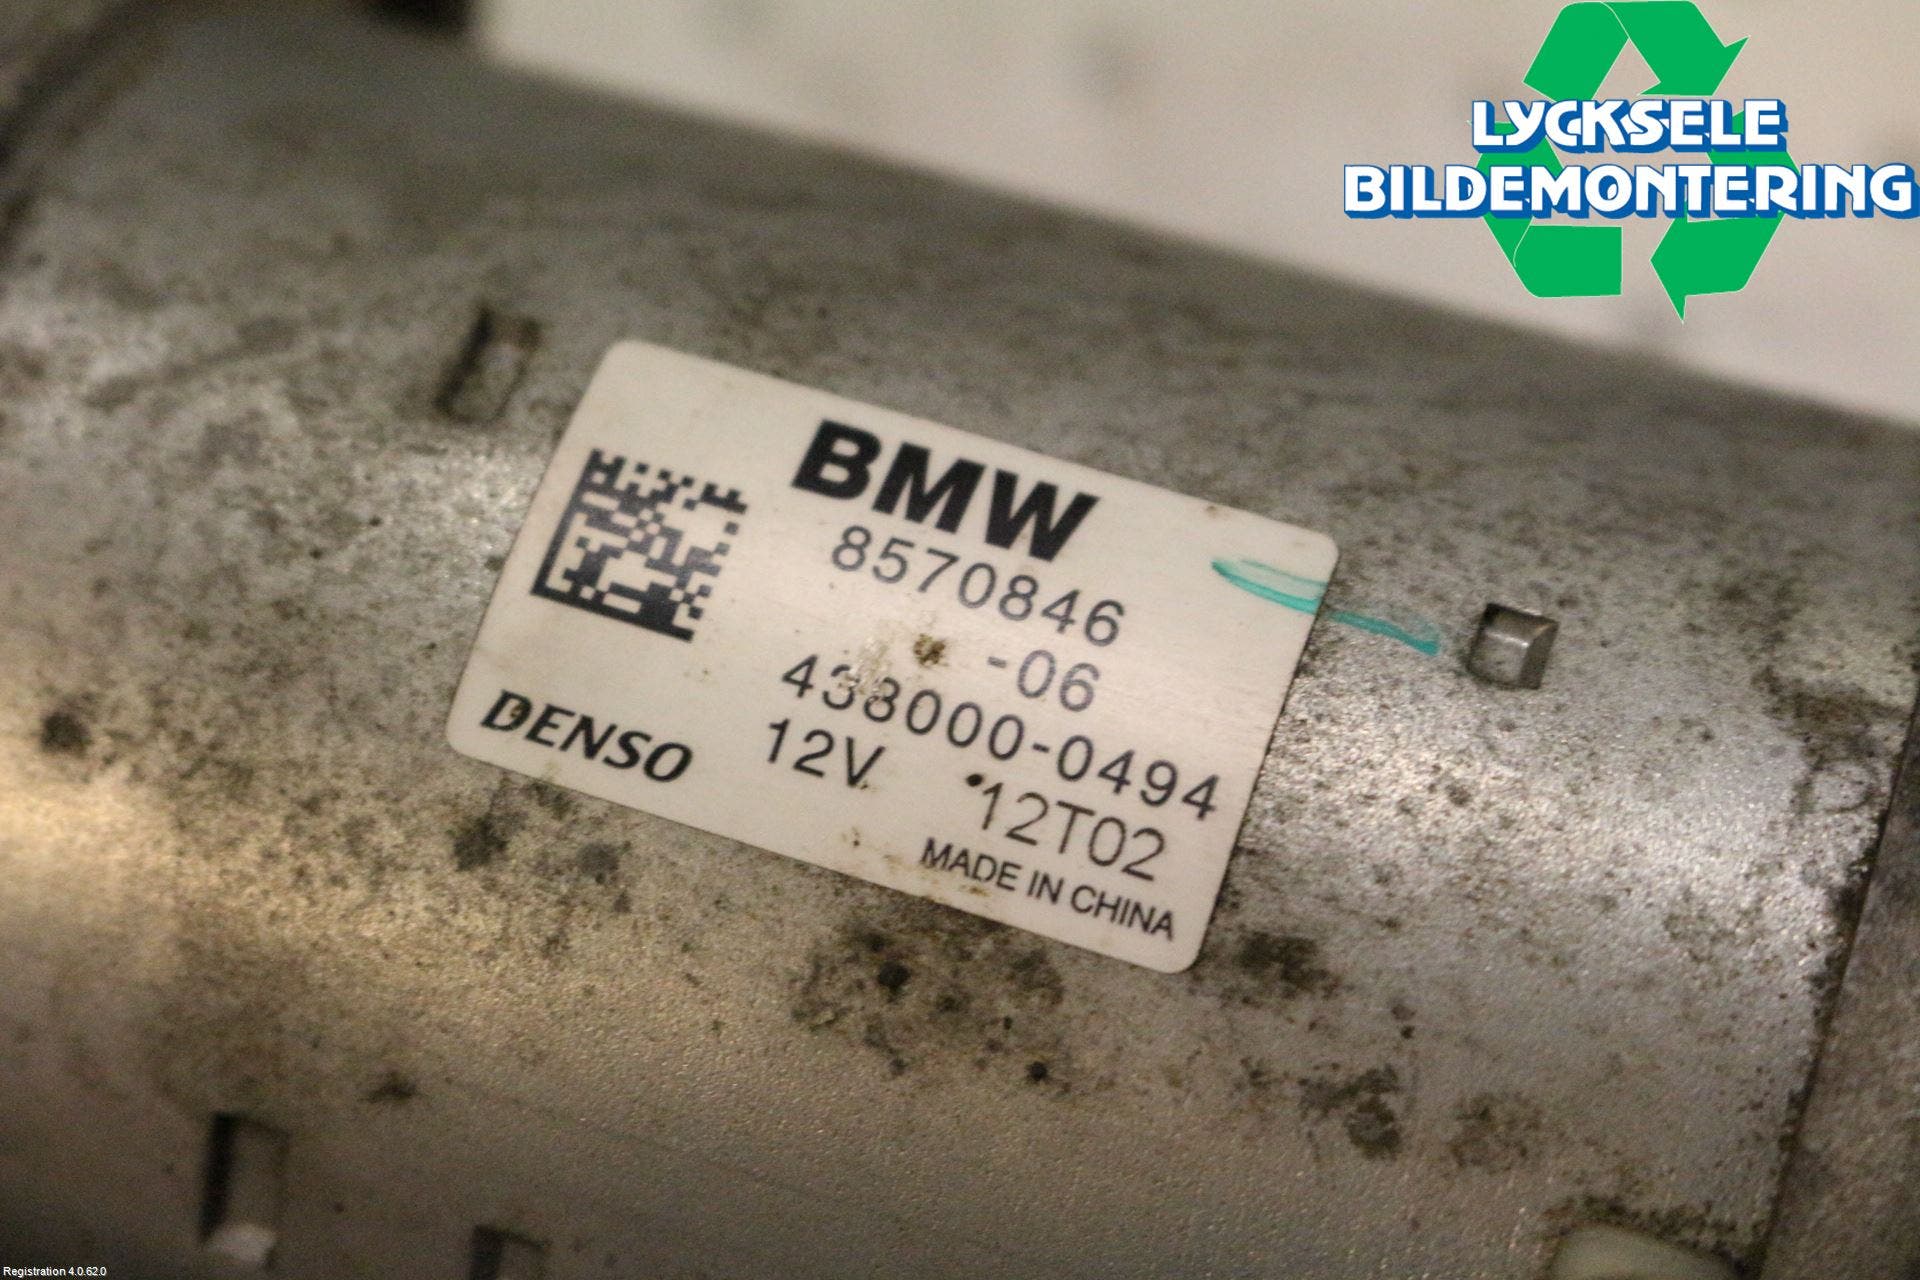 LYCKSELE
BILDEMONTERING
BMW
8570846
-06
438000-0494
DENSO
12V
12T02
MADE IN CHINA
Registration 4.0.62.0